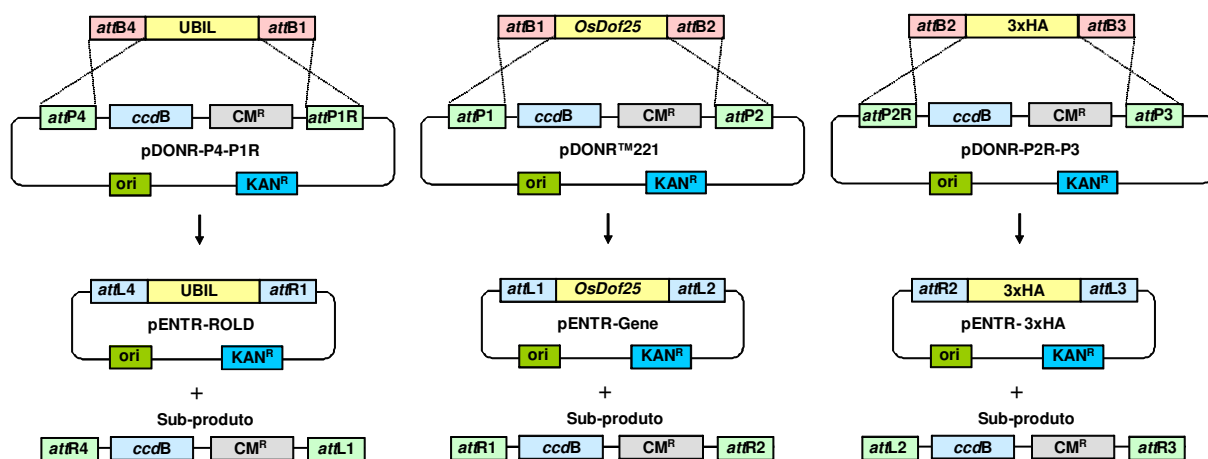 attB4 UBIL attB1
attP4 ccdB CMᴿ attP1R
pDONR-P4-P1R
ori KANᴿ
attL4 UBIL attR1
pENTR-ROLD
ori KANᴿ
+
Sub-produto
attR4 ccdB CMᴿ attL1
attB1 OsDof25 attB2
attP1 ccdB CMᴿ attP2
pDONR™221
ori KANᴿ
attL1 OsDof25 attL2
pENTR-Gene
ori KANᴿ
+
Sub-produto
attR1 ccdB CMᴿ attR2
attB2 3xHA attB3
attP2R ccdB CMᴿ attP3
pDONR-P2R-P3
ori KANᴿ
attR2 3xHA attL3
pENTR-3xHA
ori KANᴿ
+
Sub-produto
attL2 ccdB CMᴿ attR3